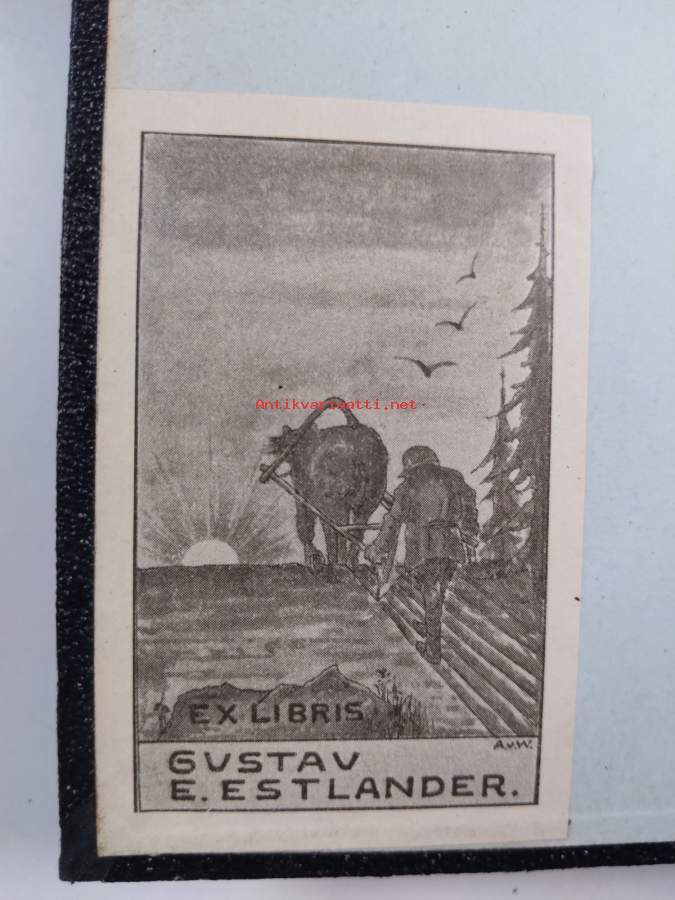 Antikvariaatti.net
EX LIBRIS
A.v.W.
GUSTAV
E. ESTLANDER.